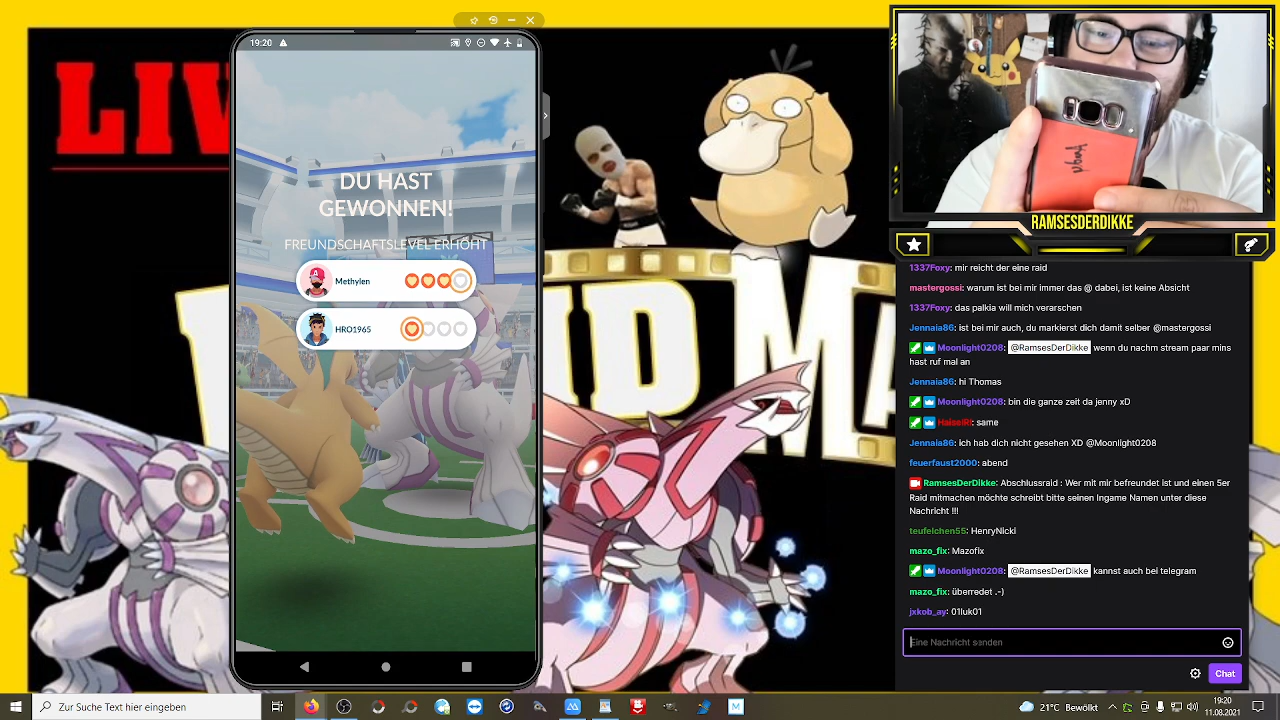 19:20
LIV
DU HAST
GEWONNEN!
FREUNDSCHAFTSLEVEL ERHÖHT
Methylen
HRO1965
RAMSESDERDIKKE
1337Foxy: mir reicht der eine raid
mastergossi: warum ist bei mir immer das @ dabei, ist keine Absicht
1337Foxy: das palkia will mich verarschen
Jennaia86: ist bei mir auch, du markierst dich damit selber @mastergossi
Moonlight0208: @RamsesDerDikke wenn du nachm stream paar mins
hast ruf mal an
Jennaia86: hi Thomas
Moonlight0208: bin die ganze zeit da jenny xD
same
Jennaia86: ich hab dich nicht gesehen XD @Moonlight0208
feuerfaust2000: abend
RamsesDerDikke: Abschlussraid : Wer mit mir befreundet ist und einen 5er
Raid mitmachen möchte schreibt bitte seinen Ingame Namen unter diese
Nachricht !!!
teufelchen55: HenryNicki
mazo_fix: Mazofix
Moonlight0208: @RamsesDerDikke kannst auch bei telegram
mazo_fix: überredet .-)
jxkob_ay: 01luk01
Eine Nachricht senden
Chat
Zur Suche Text hier eingeben
21°C
19:20
11.08.2021